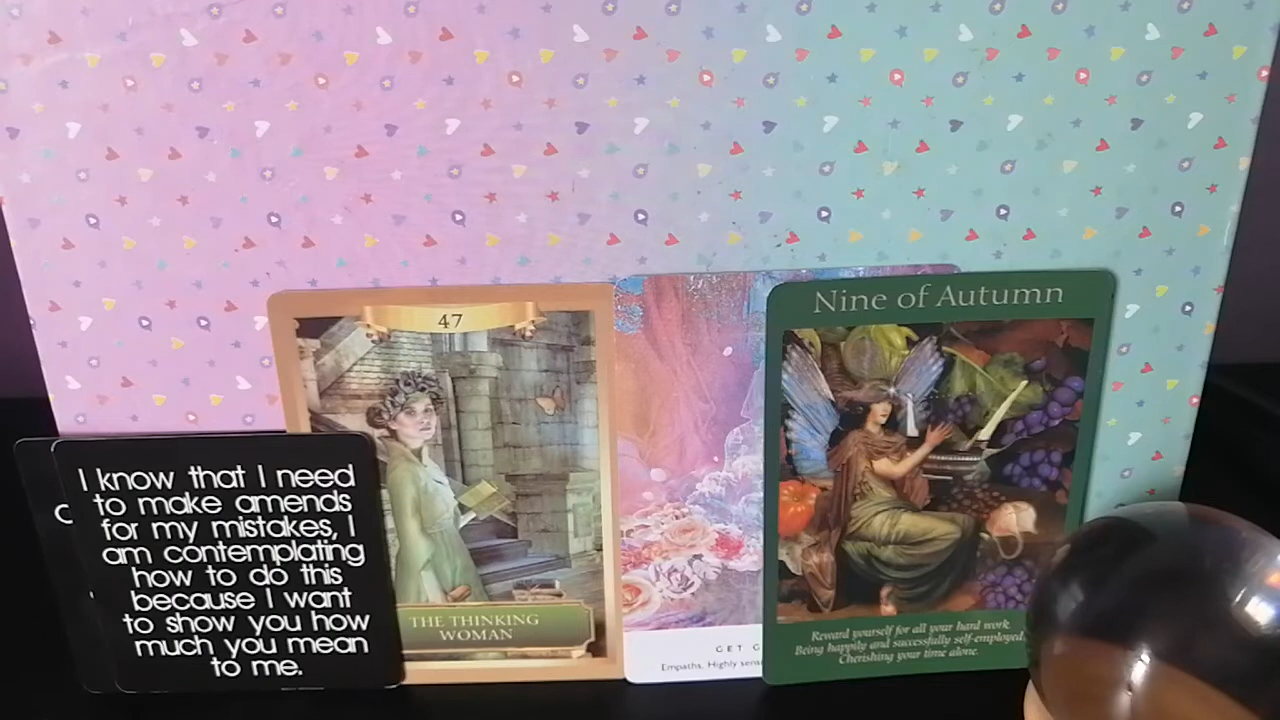 I know that I need
to make amends
for my mistakes, I
am contemplating
how to do this
because I want
to show you how
much you mean
to me.
47
THE THINKING
WOMAN
GET
Empaths, Highly
Nine of Autumn
Reward yourself for all your hard work.
Being happily and successfully self-employed.
Cherishing your time alone.